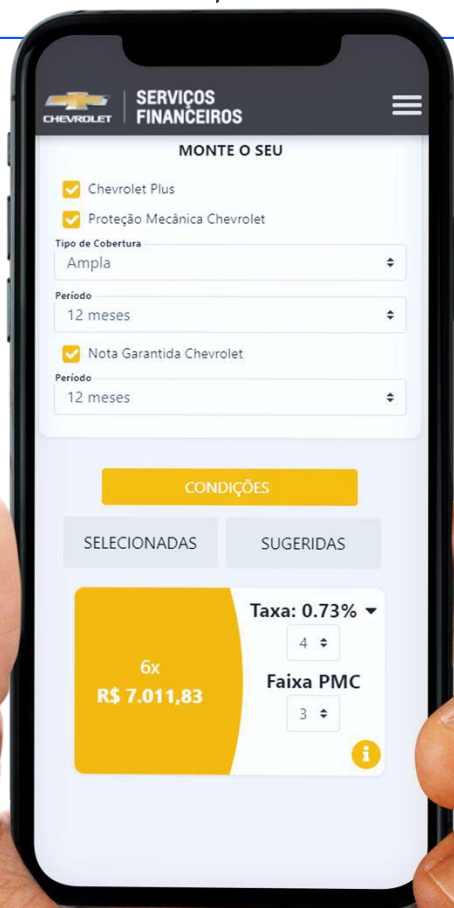 CHEVROLET
SERVIÇOS
FINANCEIROS
MONTE O SEU
Chevrolet Plus
Proteção Mecânica Chevrolet
Tipo de Cobertura
Ampla
Período
12 meses
Nota Garantida Chevrolet
Período
12 meses
CONDIÇÕES
SELECIONADAS
SUGERIDAS
6x
R$ 7.011,83
Taxa: 0.73%
4
Faixa PMC
3
i